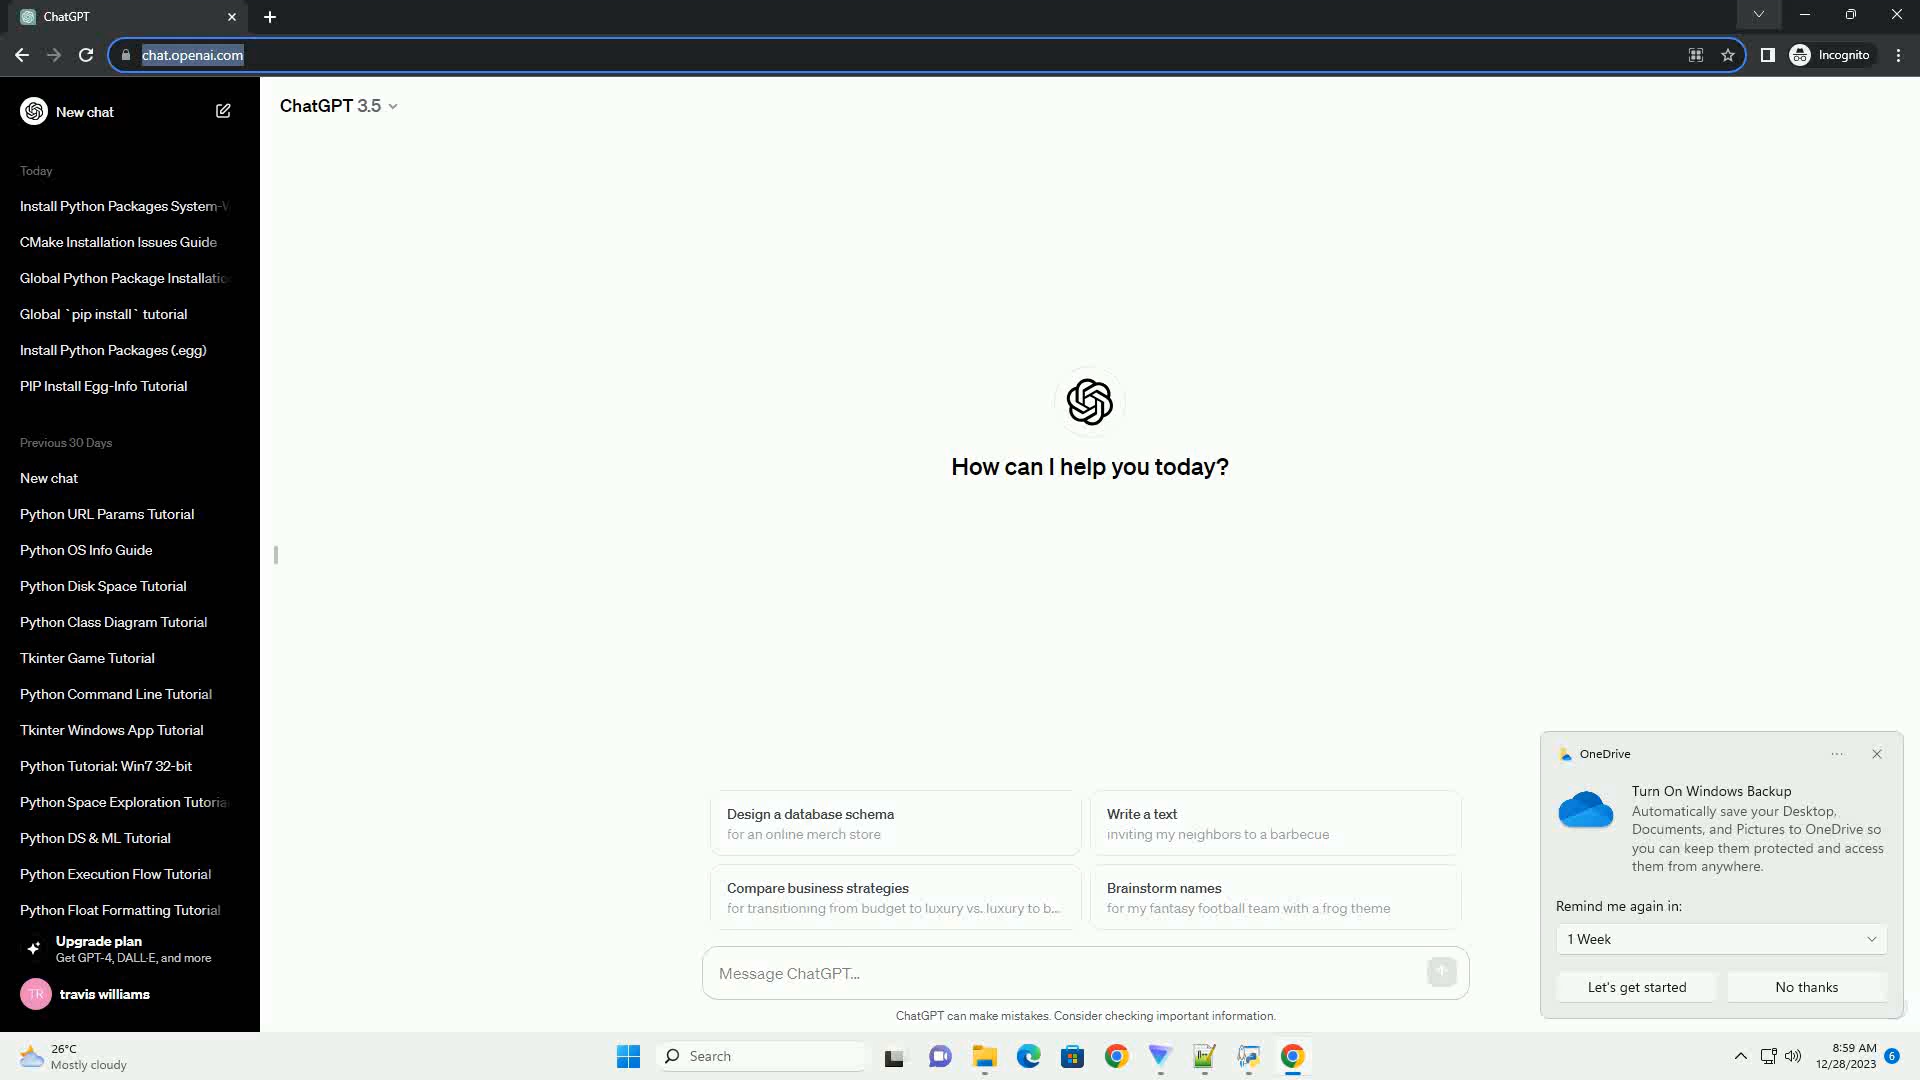 ChatGPT
chat.openai.com
Incognito
New chat
Today
Install Python Packages System-W
CMake Installation Issues Guide
Global Python Package Installatio
Global `pip install` tutorial
Install Python Packages (.egg)
PIP Install Egg-Info Tutorial
Previous 30 Days
New chat
Python URL Params Tutorial
Python OS Info Guide
Python Disk Space Tutorial
Python Class Diagram Tutorial
Tkinter Game Tutorial
Python Command Line Tutorial
Tkinter Windows App Tutorial
Python Tutorial: Win7 32-bit
Python Space Exploration Tutoria
Python DS & ML Tutorial
Python Execution Flow Tutorial
Python Float Formatting Tutorial
Upgrade plan
Get GPT-4, DALL·E, and more
TR
travis williams
ChatGPT 3.5
How can I help you today?
Design a database schema
for an online merch store
Write a text
inviting my neighbors to a barbecue
Compare business strategies
for transitioning from budget to luxury vs. luxury to b...
Brainstorm names
for my fantasy football team with a frog theme
Message ChatGPT...
ChatGPT can make mistakes. Consider checking important information.
OneDrive
Turn On Windows Backup
Automatically save your Desktop,
Documents, and Pictures to OneDrive so
you can keep them protected and access
them from anywhere.
Remind me again in:
1 Week
Let's get started
No thanks
26°C
Mostly cloudy
Search
8:59 AM
12/28/2023
6